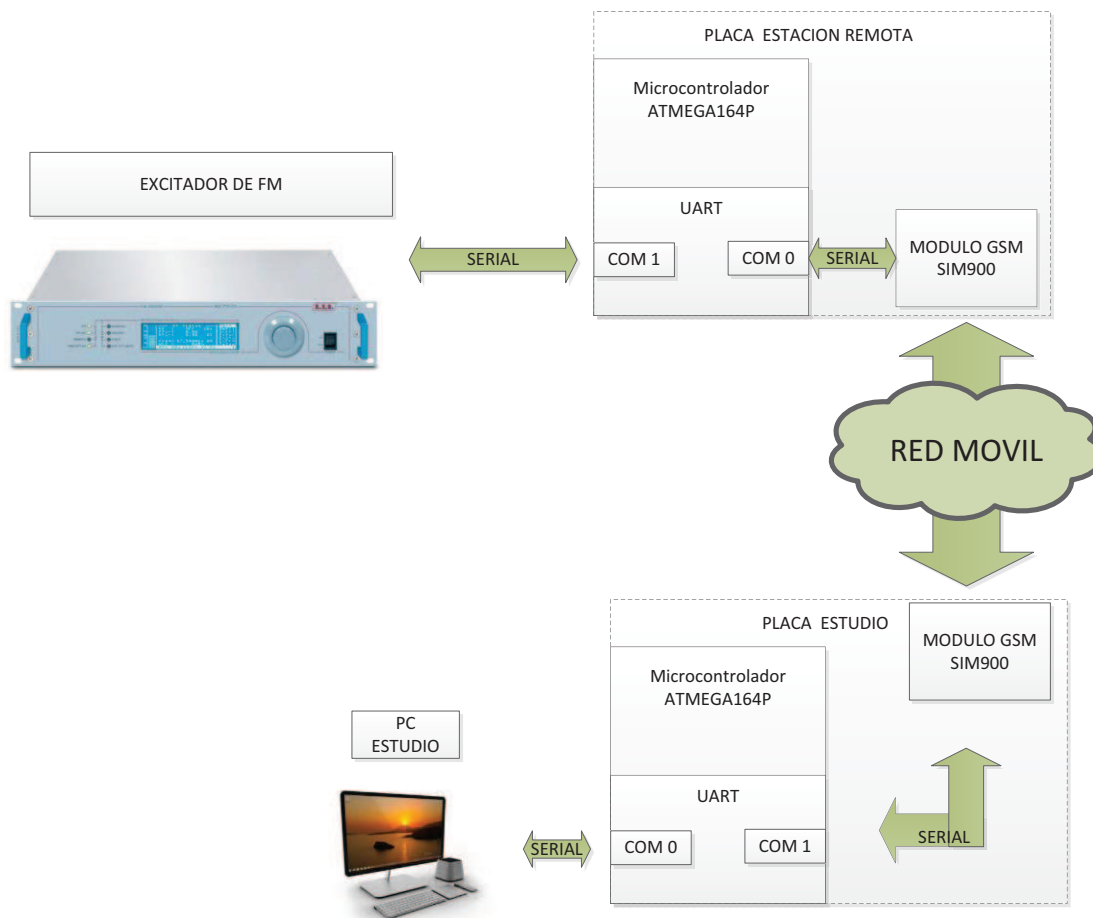 PLACA ESTACION REMOTA
Microcontrolador
ATMEGA164P
EXCITADOR DE FM
UART
SERIAL
COM 1
COM 0
SERIAL
MODULO GSM
SIM900
RED MOVIL
PLACA ESTUDIO
MODULO GSM
SIM900
Microcontrolador
ATMEGA164P
PC
ESTUDIO
UART
SERIAL
COM 0
COM 1
SERIAL